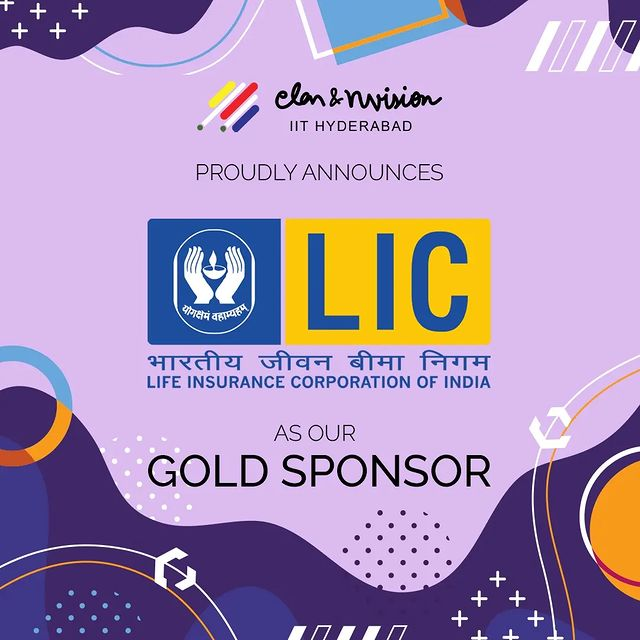 elan & nvision
IIT HYDERABAD
PROUDLY ANNOUNCES
LIC
योगक्षेमं वहाम्यहम्
भारतीय जीवन बीमा निगम
LIFE INSURANCE CORPORATION OF INDIA
AS OUR
GOLD SPONSOR